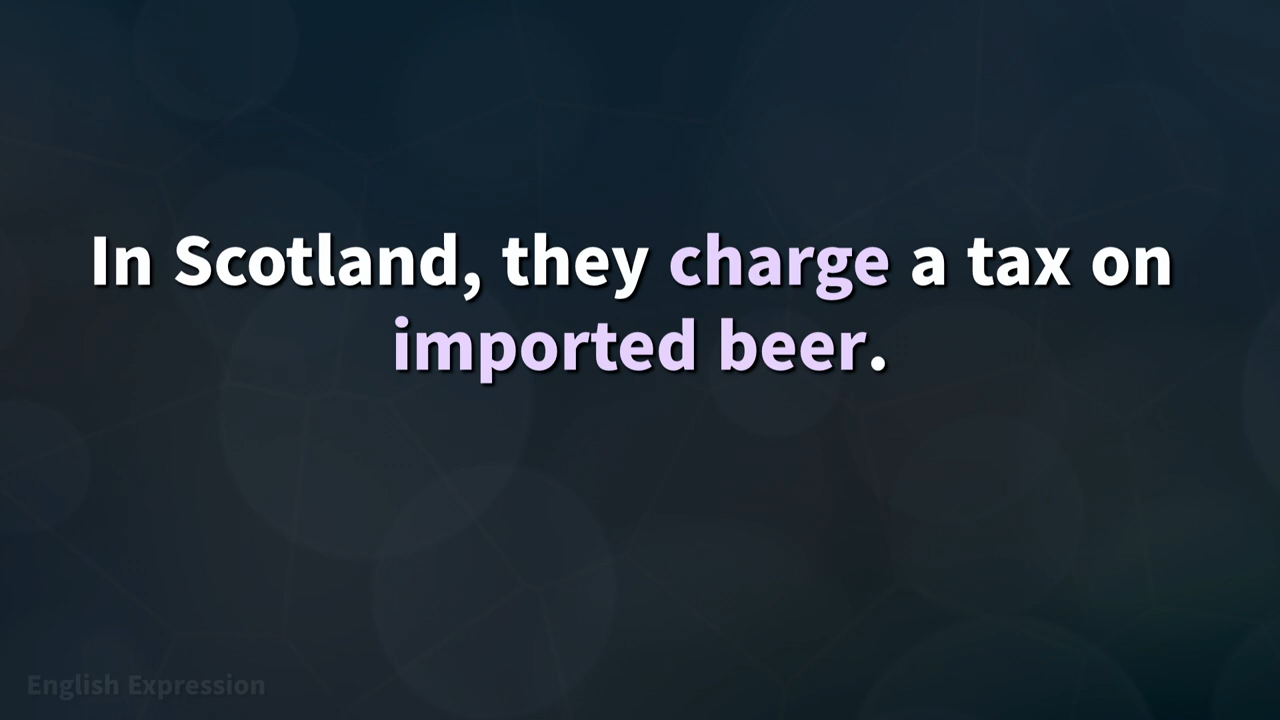 In Scotland, they charge a tax on
imported beer.
English Expression